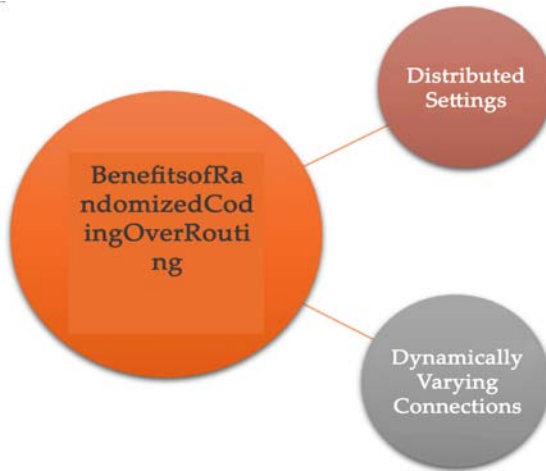 BenefitsofRa
ndomizedCod
ingOverRouti
ng
Distributed
Settings
Dynamically
Varying
Connections